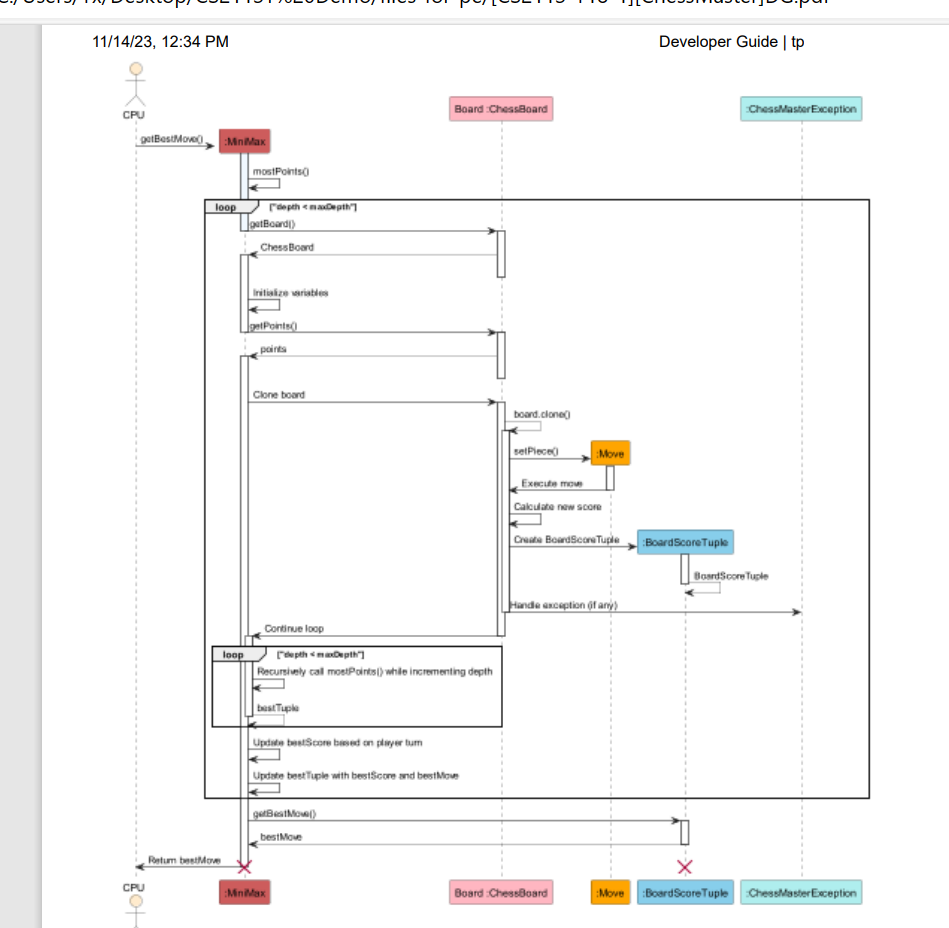 C:/Users/TX/Desktop/CS2113T%20Demo/files-for-pe/[CS2113-T18-4][ChessMaster]DG.pdf
11/14/23, 12:34 PM Developer Guide | tp
CPU
Board :ChessBoard
:ChessMasterException
getBestMove()
:MiniMax
mostPoints()
loop ["depth < maxDepth"]
getBoard()
ChessBoard
Initialize variables
getPoints()
points
Clone board
board.clone()
setPiece()
:Move
Execute move
Calculate new score
Create BoardScoreTuple
:BoardScoreTuple
BoardScoreTuple
Handle exception (if any)
Continue loop
loop ["depth < maxDepth"]
Recursively call mostPoints() while incrementing depth
bestTuple
Update bestScore based on player turn
Update bestTuple with bestScore and bestMove
getBestMove()
bestMove
Return bestMove
CPU
:MiniMax
Board :ChessBoard
:Move
:BoardScoreTuple
:ChessMasterException